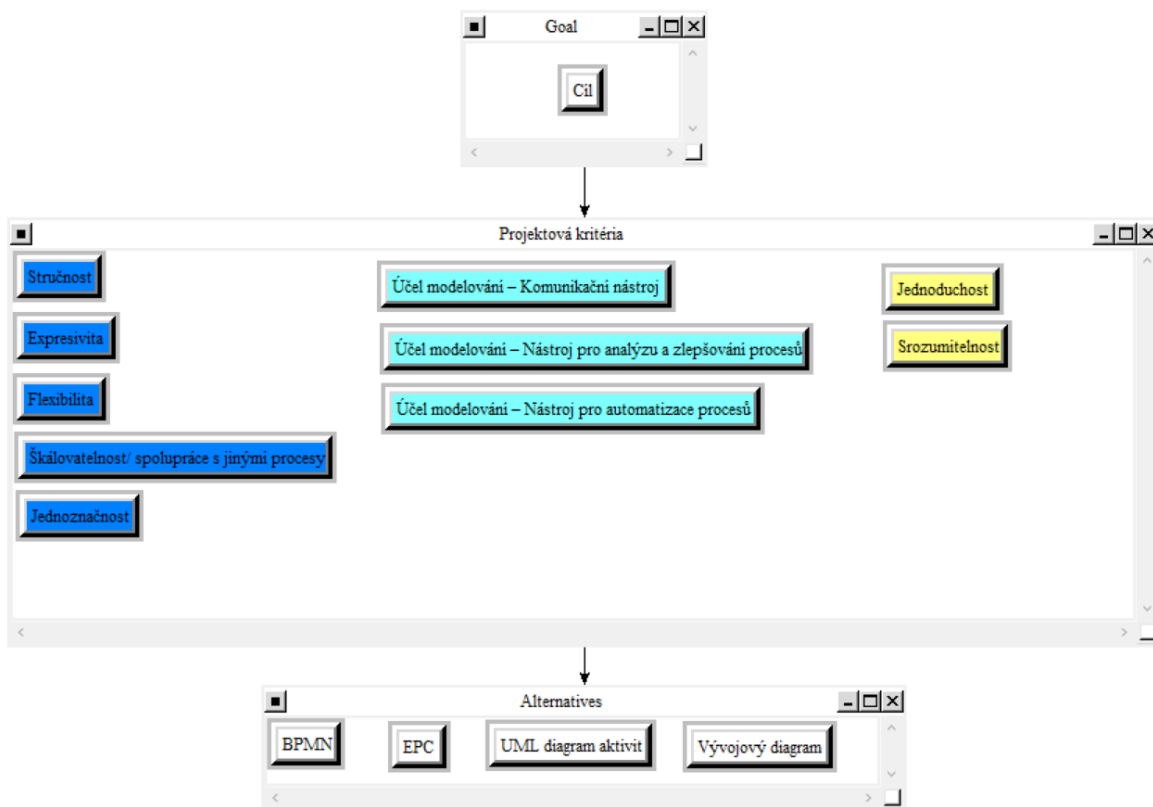 Goal
Cíl
Projektová kritéria
Stručnost
Expresivita
Flexibilita
Škálovatelnost/ spolupráce s jinými procesy
Jednoznačnost
Účel modelování – Komunikační nástroj
Účel modelování – Nástroj pro analýzu a zlepšování procesů
Účel modelování – Nástroj pro automatizace procesů
Jednoduchost
Srozumitelnost
Alternatives
BPMN
EPC
UML diagram aktivit
Vývojový diagram